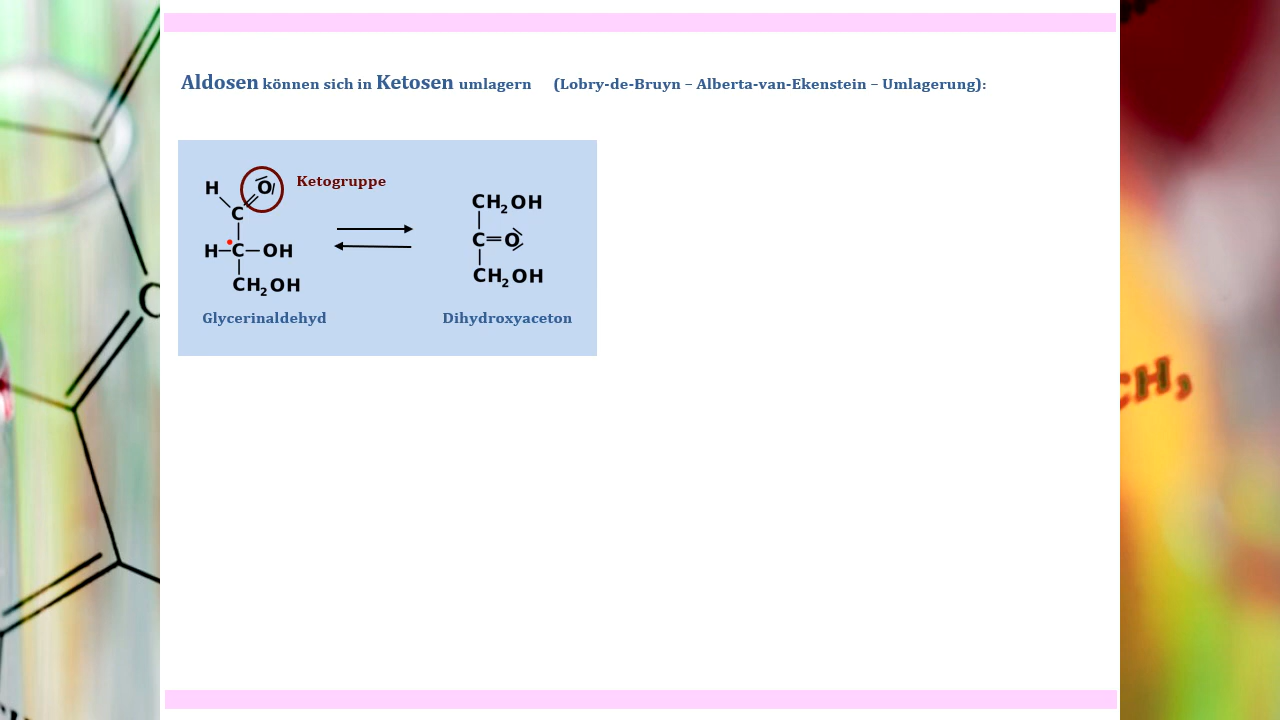 Aldosen können sich in Ketosen umlagern (Lobry-de-Bruyn – Alberta-van-Ekenstein – Umlagerung):
H O Ketogruppe
C
H–C–OH
CH2OH
Glycerinaldehyd
CH2OH
C=O
CH2OH
Dihydroxyaceton
C
CH3